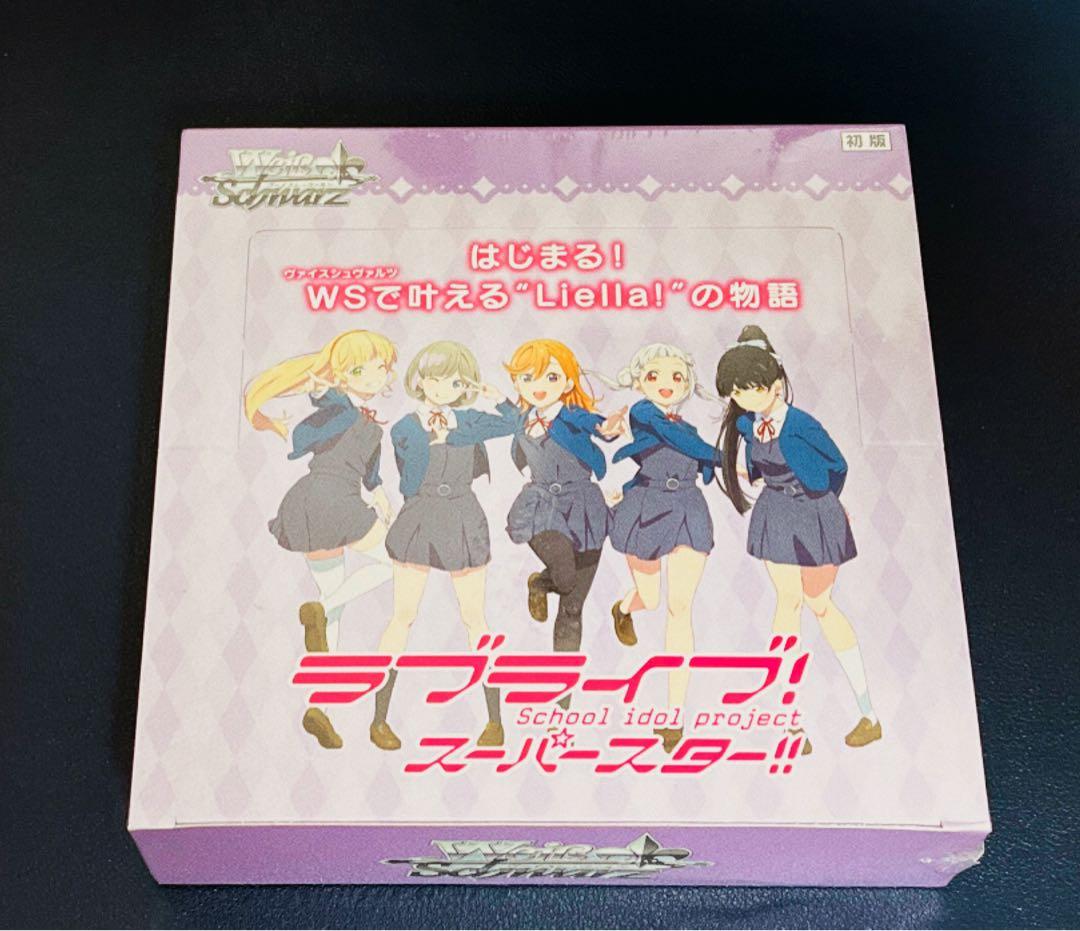 Weiß Schwarz
初版
はじまる!
ヴァイスシュヴァルツ
WSで叶える"Liella!"の物語
ラブライブ!
School idol project
スーパースター!!
Weiß Schwarz